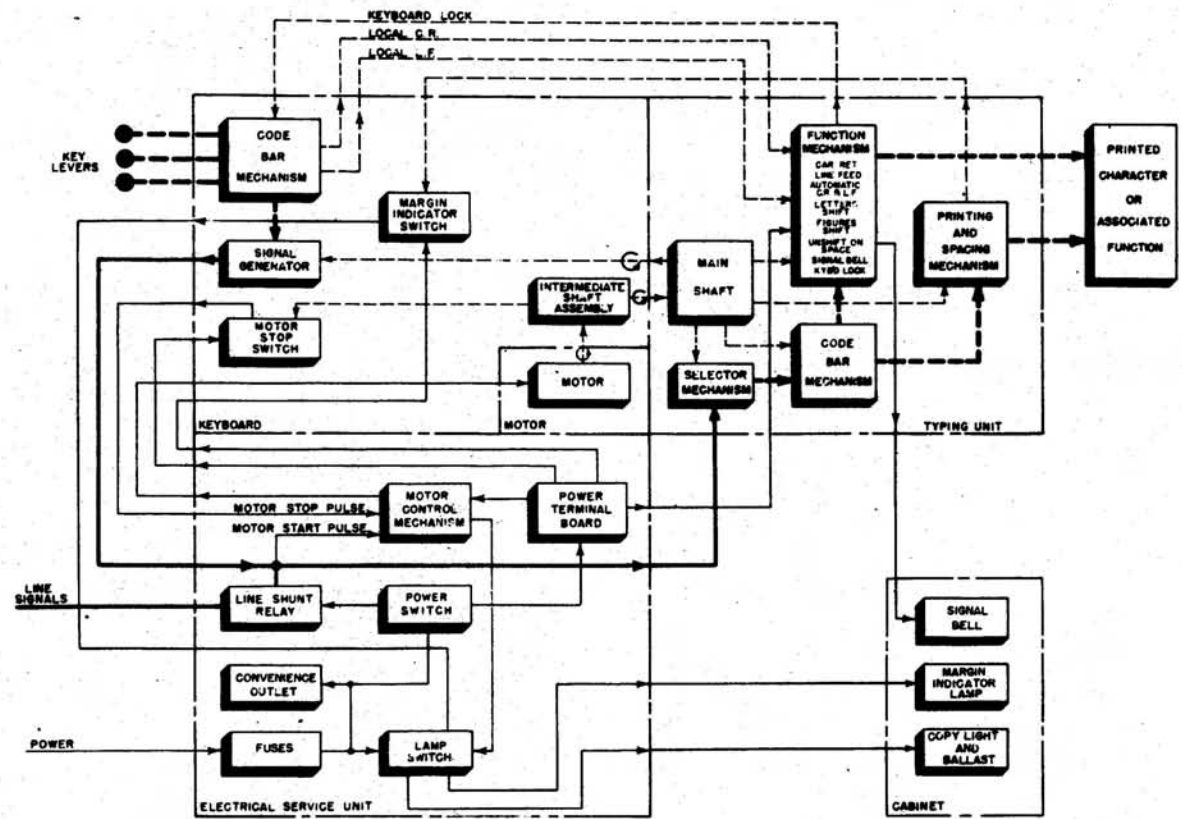 KEYBOARD LOCK
LOCAL C.R.
LOCAL L.F.
KEY
LEVERS
CODE
BAR
MECHANISM
MARGIN
INDICATOR
SWITCH
SIGNAL
GENERATOR
MOTOR
STOP
SWITCH
INTERMEDIATE
SHAFT
ASSEMBLY
MOTOR
MAIN
SHAFT
SELECTOR
MECHANISM
FUNCTION
MECHANISM
CAR RET
LINE FEED
AUTOMATIC
C.R. & L.F.
LETTERS
SHIFT
FIGURES
SHIFT
UNSHIFT ON
SPACE
SIGNAL BELL
KYBD LOCK
CODE
BAR
MECHANISM
PRINTING
AND
SPACING
MECHANISM
PRINTED
CHARACTER
OR
ASSOCIATED
FUNCTION
KEYBOARD
MOTOR
TYPING UNIT
MOTOR
CONTROL
MECHANISM
POWER
TERMINAL
BOARD
MOTOR STOP PULSE
MOTOR START PULSE
LINE
SIGNALS
LINE SHUNT
RELAY
POWER
SWITCH
CONVENIENCE
OUTLET
POWER
FUSES
LAMP
SWITCH
ELECTRICAL SERVICE UNIT
SIGNAL
BELL
MARGIN
INDICATOR
LAMP
COPY LIGHT
AND
BALLAST
CABINET